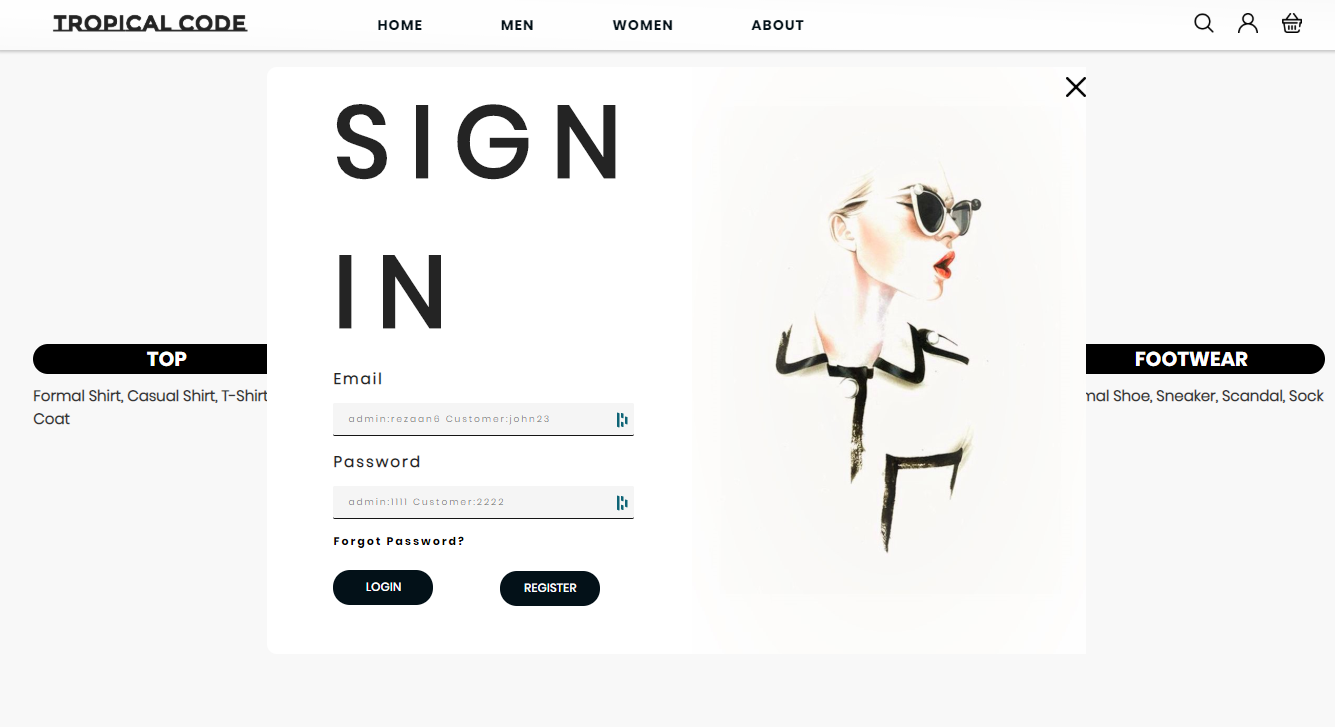 TROPICAL CODE
HOME MEN WOMEN ABOUT
SIGN
IN
Email
admin:rezaan6 Customer:john23
Password
admin:1111 Customer:2222
Forgot Password?
LOGIN REGISTER
TOP
Formal Shirt, Casual Shirt, T-Shirt
Coat
FOOTWEAR
mal Shoe, Sneaker, Scandal, Sock